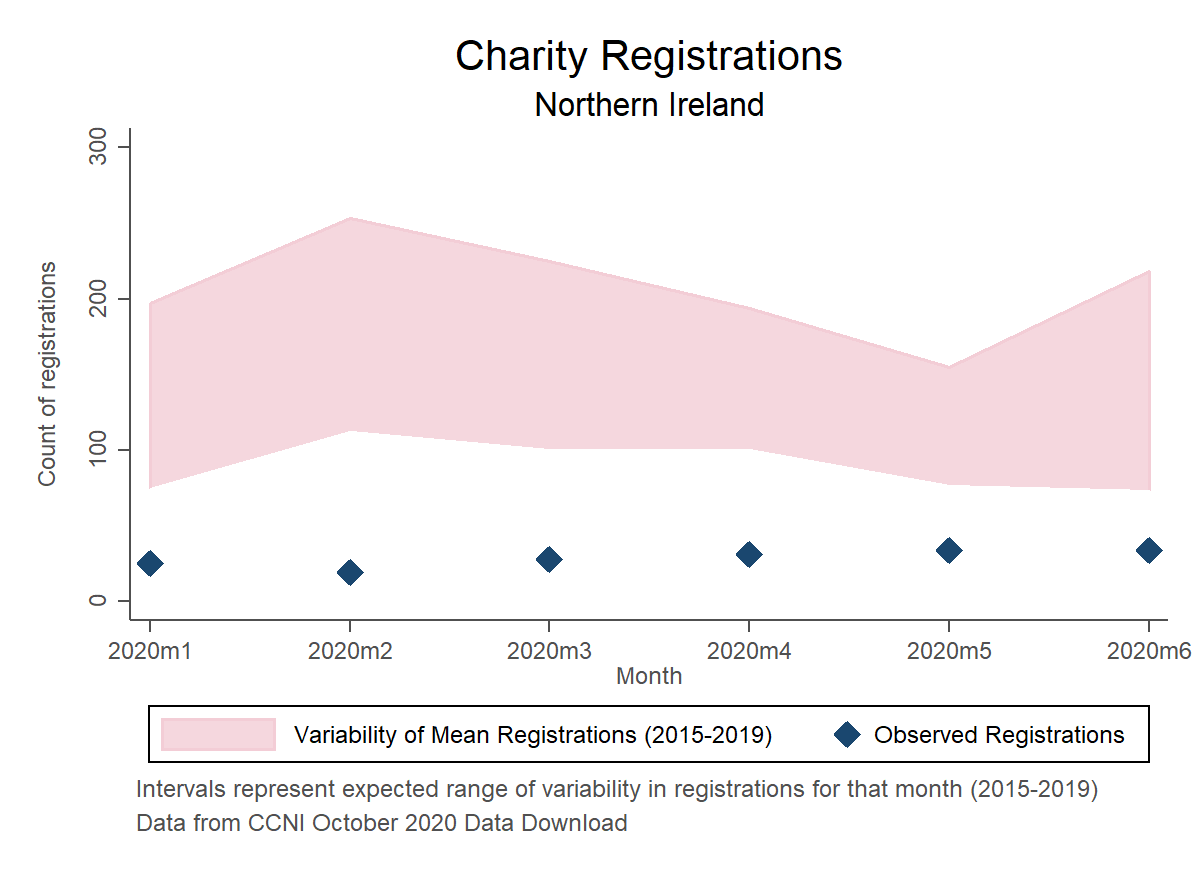 Charity Registrations
Northern Ireland
Count of registrations
300
200
100
0
2020m1 2020m2 2020m3 2020m4 2020m5 2020m6
Month
Variability of Mean Registrations (2015-2019) Observed Registrations
Intervals represent expected range of variability in registrations for that month (2015-2019)
Data from CCNI October 2020 Data Download